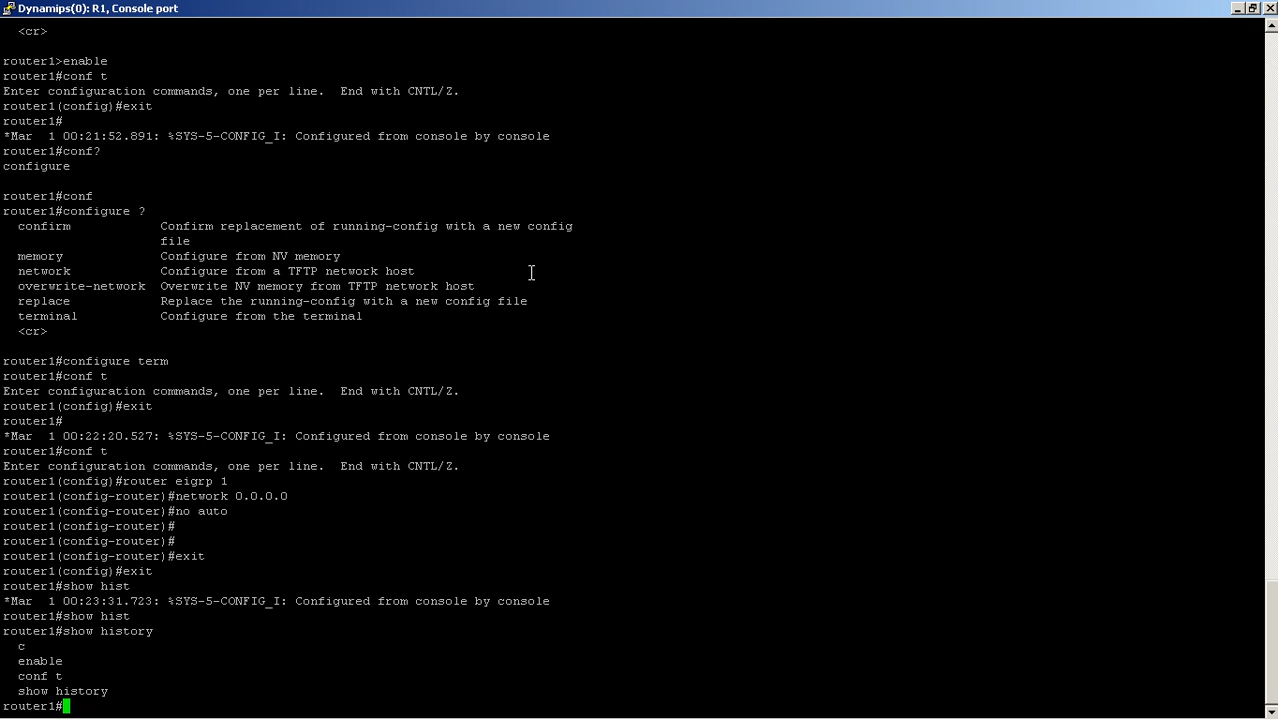 Dynamips(0): R1, Console port
<cr>
router1>enable
router1#conf t
Enter configuration commands, one per line.  End with CNTL/Z.
router1(config)#exit
router1#
*Mar  1 00:21:52.891: %SYS-5-CONFIG_I: Configured from console by console
router1#conf?
configure
router1#conf
router1#configure ?
  confirm            Confirm replacement of running-config with a new config
                     file
  memory             Configure from NV memory
  network            Configure from a TFTP network host
  overwrite-network  Overwrite NV memory from TFTP network host
  replace            Replace the running-config with a new config file
  terminal           Configure from the terminal
  <cr>
router1#configure term
router1#conf t
Enter configuration commands, one per line.  End with CNTL/Z.
router1(config)#exit
router1#
*Mar  1 00:22:20.527: %SYS-5-CONFIG_I: Configured from console by console
router1#conf t
Enter configuration commands, one per line.  End with CNTL/Z.
router1(config)#router eigrp 1
router1(config-router)#network 0.0.0.0
router1(config-router)#no auto
router1(config-router)#
router1(config-router)#
router1(config-router)#exit
router1(config)#exit
router1#show hist
*Mar  1 00:23:31.723: %SYS-5-CONFIG_I: Configured from console by console
router1#show hist
router1#show history
  c
  enable
  conf t
  show history
router1#